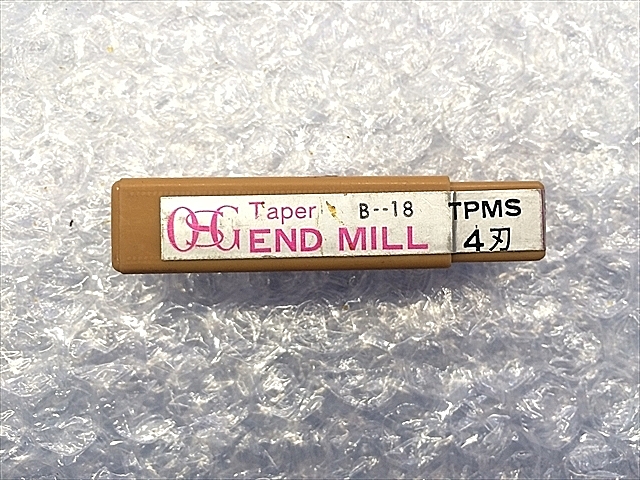 OSG Taper B--18 TPMS
END MILL 4刃